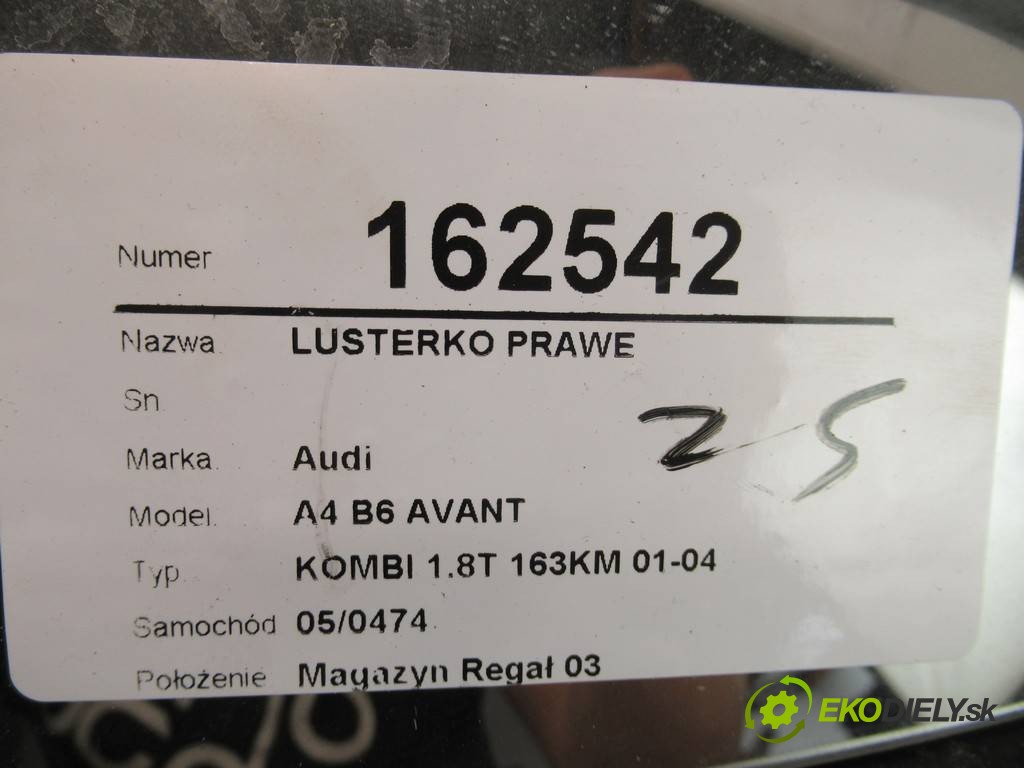 Numer 162542
Nazwa LUSTERKO PRAWE
Sn
Marka Audi
Model A4 B6 AVANT
Typ KOMBI 1.8T 163KM 01-04
Samochód 05/0474
Położenie Magazyn Regał 03
25
EKODIELY.sk